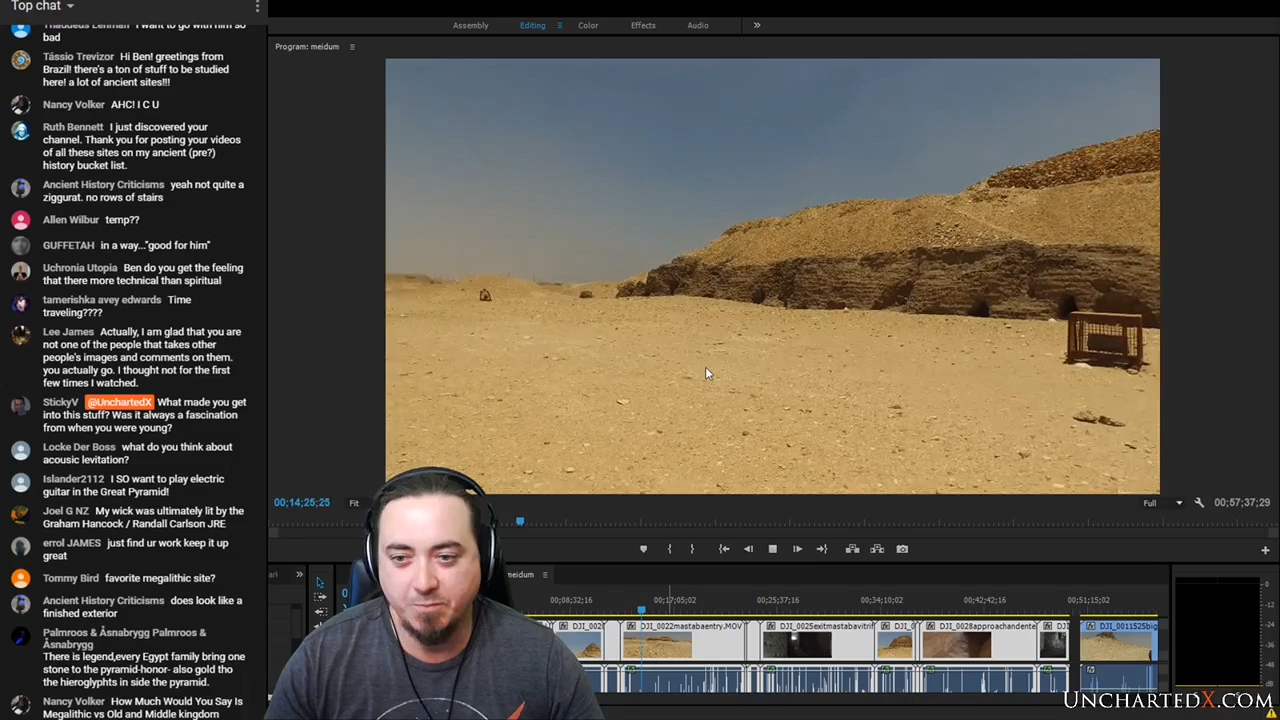 Top chat
Thaddeus Lehman I want to go with him so
bad
Tássio Trevizor Hi Ben! greetings from
Brazil! there's a ton of stuff to be studied
here! a lot of ancient sites!!!
Nancy Volker AHC! I C U
Ruth Bennett I just discovered your
channel. Thank you for posting your videos
of all these sites on my ancient (pre?)
history bucket list.
Ancient History Criticisms yeah not quite a
ziggurat. no rows of stairs
Allen Wilbur temp??
GUFFETAH in a way..."good for him"
Uchronia Utopia Ben do you get the feeling
that there more technical than spiritual
tamerishka avey edwards Time
traveling????
Lee James Actually, I am glad that you are
not one of the people that takes other
people's images and comments on them.
you actually go. I thought not for the first
few times I watched.
StickyV @UnchartedX What made you get
into this stuff? Was it always a fascination
from when you were young?
Locke Der Boss what do you think about
acousic levitation?
Islander2112 I SO want to play electric
guitar in the Great Pyramid!
Joel G NZ My wick was ultimately lit by the
Graham Hancock / Randall Carlson JRE
errol JAMES just find ur work keep it up
great
Tommy Bird favorite megalithic site?
Ancient History Criticisms does look like a
finished exterior
Palmroos & Åsnabrygg Palmroos &
Åsnabrygg
There is legend,every Egypt family bring one
stone to the pyramid-honor- also gold tho
the hieroglyphts in side the pyramid.
Nancy Volker How Much Would You Say Is
Megalithic vs Old and Middle kingdom
Assembly Editing Color Effects Audio
Program: meidum
00;14;25;25 Fit Full 00;57;37;29
meidum
00;08;32;16 00;17;05;02 00;25;37;16 00;34;10;02 00;42;42;16 00;51;15;02
DJI_0022mastabaentry.MOV DJI_0025exitmastabavitri DJI_0028approachandente DJI_0011525big
-12
-24
-36
UNCHARTEDX.COM